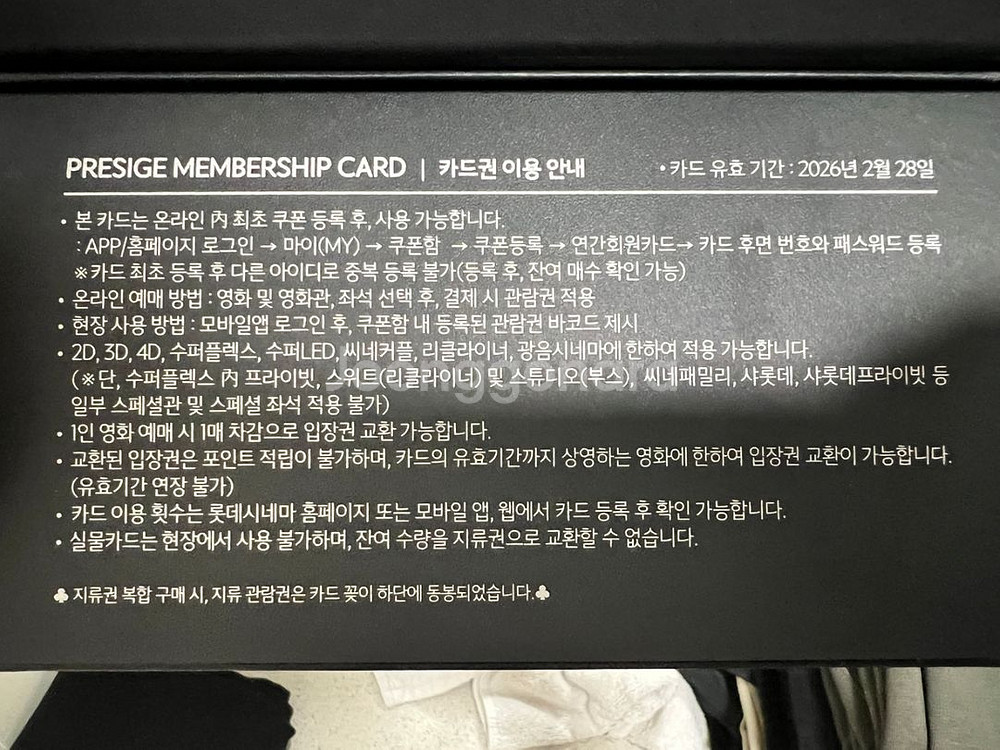 PRESIGE MEMBERSHIP CARD | 카드권 이용 안내 • 카드 유효 기간 : 2026년 2월 28일
• 본 카드는 온라인 內 최초 쿠폰 등록 후, 사용 가능합니다.
: APP/홈페이지 로그인 → 마이(MY) → 쿠폰함 → 쿠폰등록 → 연간회원카드→ 카드 후면 번호와 패스워드 등록
※카드 최초 등록 후 다른 아이디로 중복 등록 불가(등록 후, 잔여 매수 확인 가능)
• 온라인 예매 방법 : 영화 및 영화관, 좌석 선택 후, 결제 시 관람권 적용
• 현장 사용 방법 : 모바일앱 로그인 후, 쿠폰함 내 등록된 관람권 바코드 제시
• 2D, 3D, 4D, 수퍼플렉스, 수퍼LED, 씨네커플, 리클라이너, 광음시네마에 한하여 적용 가능합니다.
(※단, 수퍼플렉스 內 프라이빗, 스위트(리클라이너) 및 스튜디오(부스), 씨네패밀리, 샤롯데, 샤롯데프라이빗 등
일부 스페셜관 및 스페셜 좌석 적용 불가)
• 1인 영화 예매 시 1매 차감으로 입장권 교환 가능합니다.
• 교환된 입장권은 포인트 적립이 불가하며, 카드의 유효기간까지 상영하는 영화에 한하여 입장권 교환이 가능합니다.
(유효기간 연장 불가)
• 카드 이용 횟수는 롯데시네마 홈페이지 또는 모바일 앱, 웹에서 카드 등록 후 확인 가능합니다.
• 실물카드는 현장에서 사용 불가하며, 잔여 수량을 지류권으로 교환할 수 없습니다.
♣ 지류권 복합 구매 시, 지류 관람권은 카드 꽂이 하단에 동봉되었습니다.♣